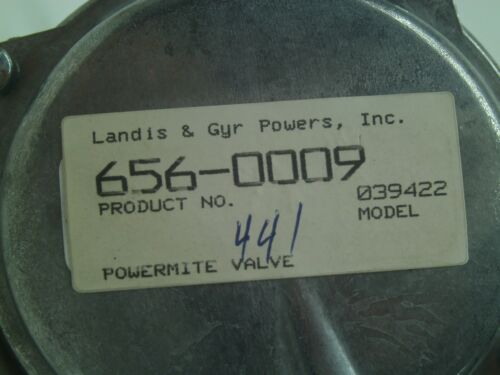 Landis & Gyr Powers, Inc.
656-0009
039422
PRODUCT NO.
MODEL
441
POWERMITE VALVE